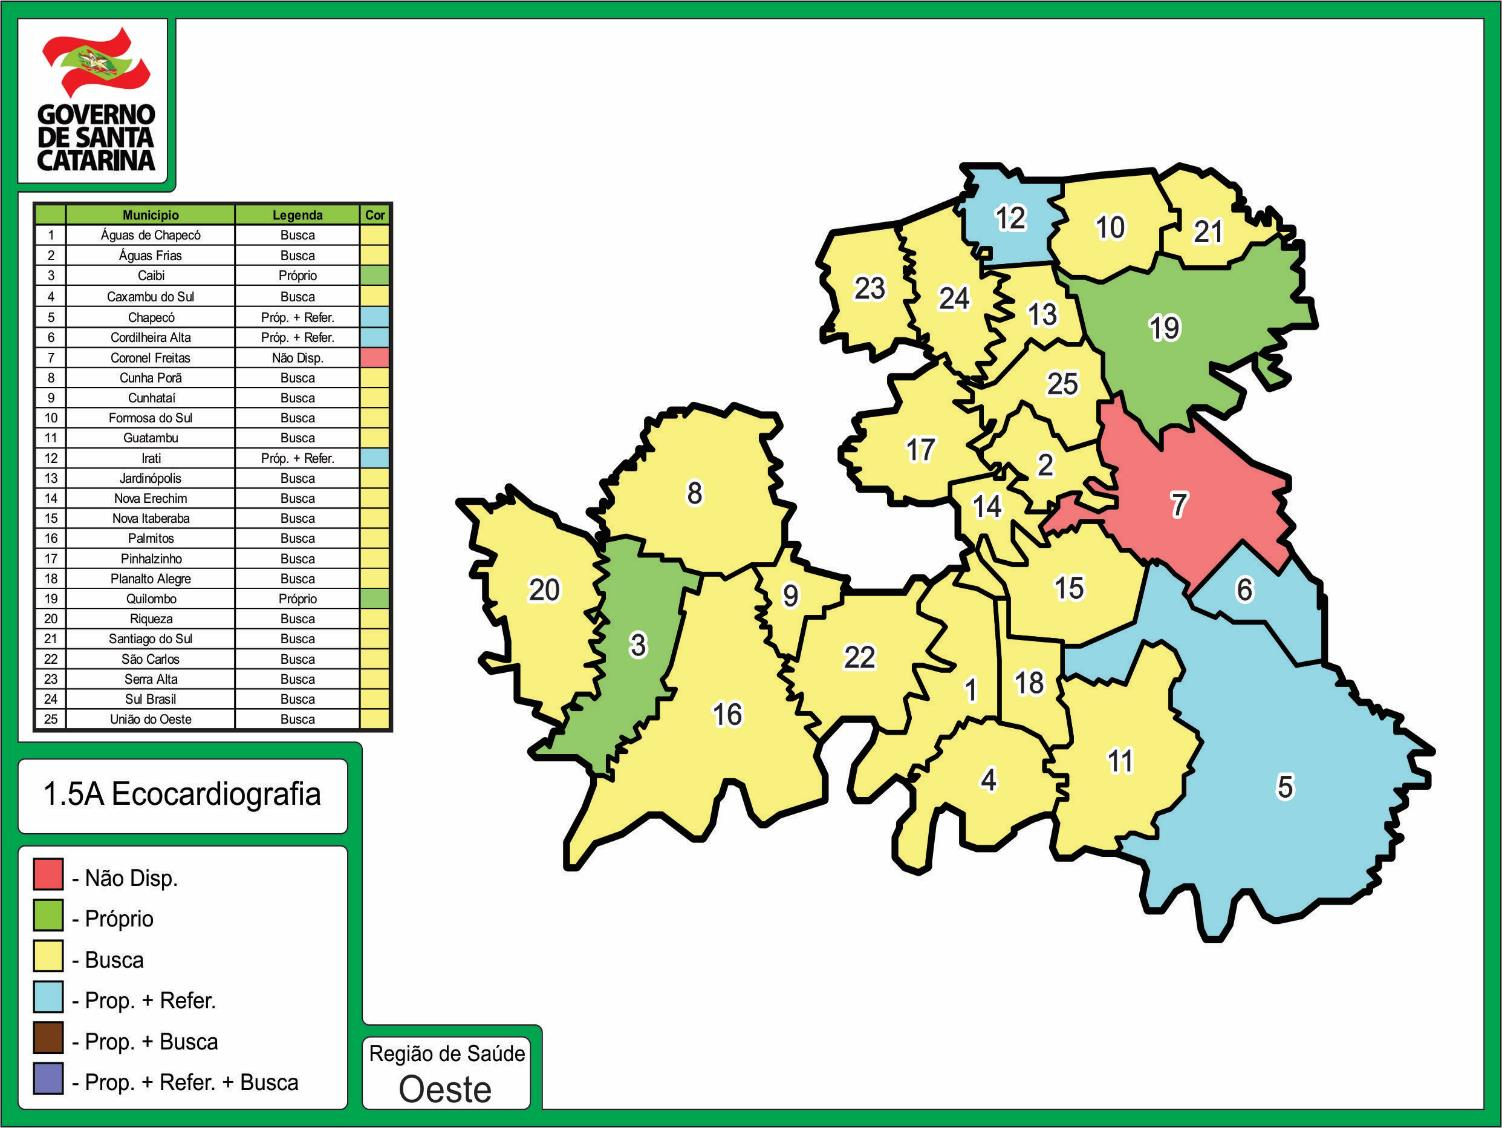 GOVERNO
DE SANTA
CATARINA
Município Legenda Cor
1 Águas de Chapecó Busca
2 Águas Frias Busca
3 Caibi Próprio
4 Caxambu do Sul Busca
5 Chapecó Próp. + Refer.
6 Cordilheira Alta Próp. + Refer.
7 Coronel Freitas Não Disp.
8 Cunha Porã Busca
9 Cunhataí Busca
10 Formosa do Sul Busca
11 Guatambu Busca
12 Irati Próp. + Refer.
13 Jardinópolis Busca
14 Nova Erechim Busca
15 Nova Itaberaba Busca
16 Palmitos Busca
17 Pinhalzinho Busca
18 Planalto Alegre Busca
19 Quilombo Próprio
20 Riqueza Busca
21 Santiago do Sul Busca
22 São Carlos Busca
23 Serra Alta Busca
24 Sul Brasil Busca
25 União do Oeste Busca
1.5A Ecocardiografia
- Não Disp.
- Próprio
- Busca
- Prop. + Refer.
- Prop. + Busca
- Prop. + Refer. + Busca
Região de Saúde
Oeste
12
10
21
23
24
13
19
25
17
2
8
14
7
20
9
15
6
3
22
1
18
16
11
4
5